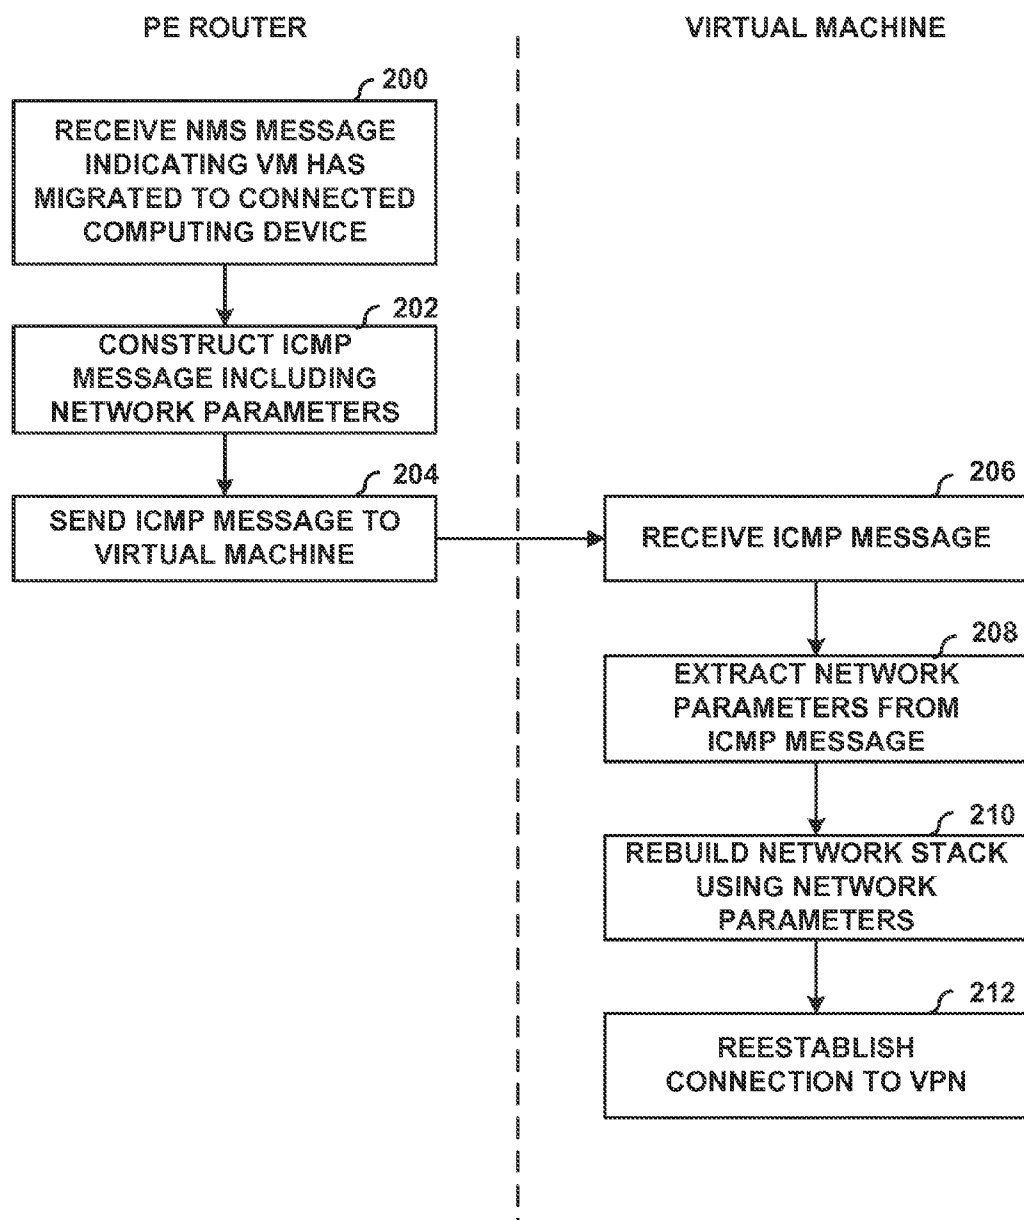 PE ROUTER
VIRTUAL MACHINE
200
RECEIVE NMS MESSAGE
INDICATING VM HAS
MIGRATED TO CONNECTED
COMPUTING DEVICE
202
CONSTRUCT ICMP
MESSAGE INCLUDING
NETWORK PARAMETERS
204
SEND ICMP MESSAGE TO
VIRTUAL MACHINE
206
RECEIVE ICMP MESSAGE
208
EXTRACT NETWORK
PARAMETERS FROM
ICMP MESSAGE
210
REBUILD NETWORK STACK
USING NETWORK
PARAMETERS
212
REESTABLISH
CONNECTION TO VPN